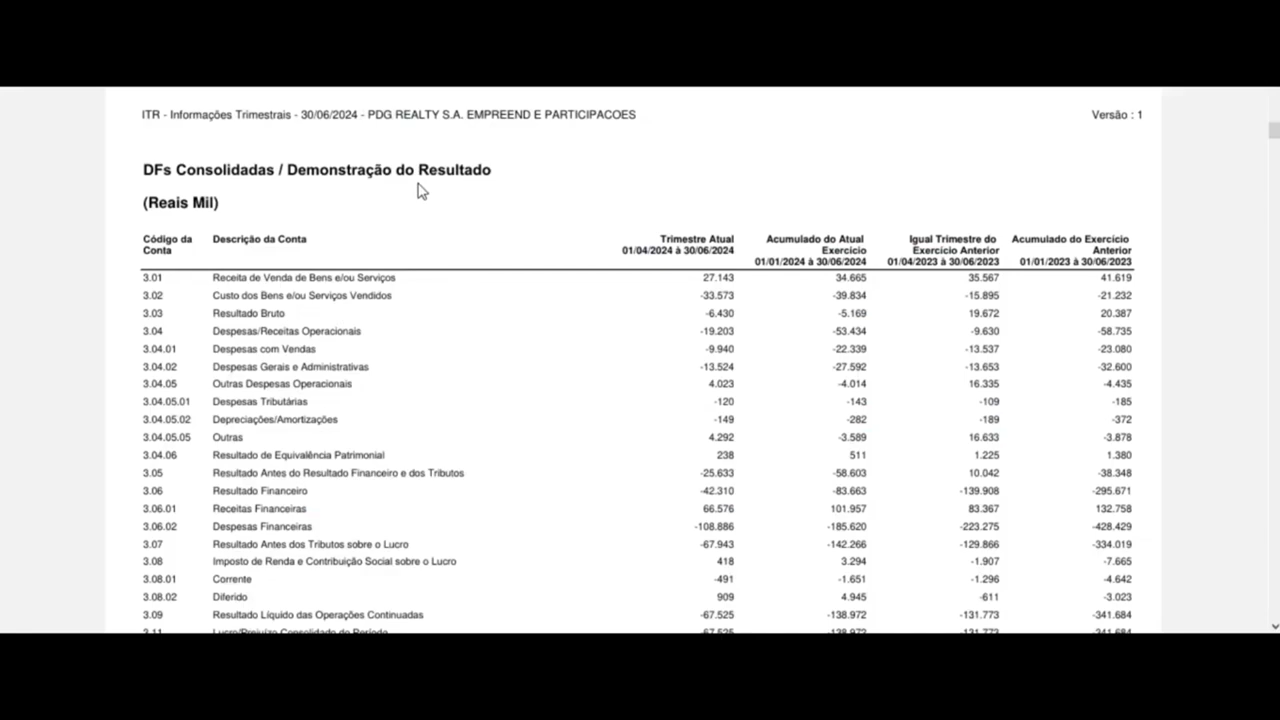 ITR - Informações Trimestrais - 30/06/2024 - PDG REALTY S.A. EMPREEND E PARTICIPACOES Versão : 1
DFs Consolidadas / Demonstração do Resultado
(Reais Mil)
Código da Conta Descrição da Conta Trimestre Atual 01/04/2024 à 30/06/2024 Acumulado do Atual Exercício 01/01/2024 à 30/06/2024 Igual Trimestre do Exercício Anterior 01/04/2023 à 30/06/2023 Acumulado do Exercício Anterior 01/01/2023 à 30/06/2023
3.01 Receita de Venda de Bens e/ou Serviços 27.143 34.665 35.567 41.619
3.02 Custo dos Bens e/ou Serviços Vendidos -33.573 -39.834 -15.895 -21.232
3.03 Resultado Bruto -6.430 -5.169 19.672 20.387
3.04 Despesas/Receitas Operacionais -19.203 -53.434 -9.630 -58.735
3.04.01 Despesas com Vendas -9.940 -22.339 -13.537 -23.080
3.04.02 Despesas Gerais e Administrativas -13.524 -27.592 -13.653 -32.600
3.04.05 Outras Despesas Operacionais 4.023 -4.014 16.335 -4.435
3.04.05.01 Despesas Tributárias -120 -143 -109 -185
3.04.05.02 Depreciações/Amortizações -149 -282 -189 -372
3.04.05.05 Outras 4.292 -3.589 16.633 -3.878
3.04.06 Resultado de Equivalência Patrimonial 238 511 1.225 1.380
3.05 Resultado Antes do Resultado Financeiro e dos Tributos -25.633 -58.603 10.042 -38.348
3.06 Resultado Financeiro -42.310 -83.663 -139.908 -295.671
3.06.01 Receitas Financeiras 66.576 101.957 83.367 132.758
3.06.02 Despesas Financeiras -108.886 -185.620 -223.275 -428.429
3.07 Resultado Antes dos Tributos sobre o Lucro -67.943 -142.266 -129.866 -334.019
3.08 Imposto de Renda e Contribuição Social sobre o Lucro 418 3.294 -1.907 -7.665
3.08.01 Corrente -491 -1.651 -1.296 -4.642
3.08.02 Diferido 909 4.945 -611 -3.023
3.09 Resultado Líquido das Operações Continuadas -67.525 -138.972 -131.773 -341.684
3.11 Lucro/Prejuízo Consolidado do Período -67.525 -138.972 -131.773 -341.684